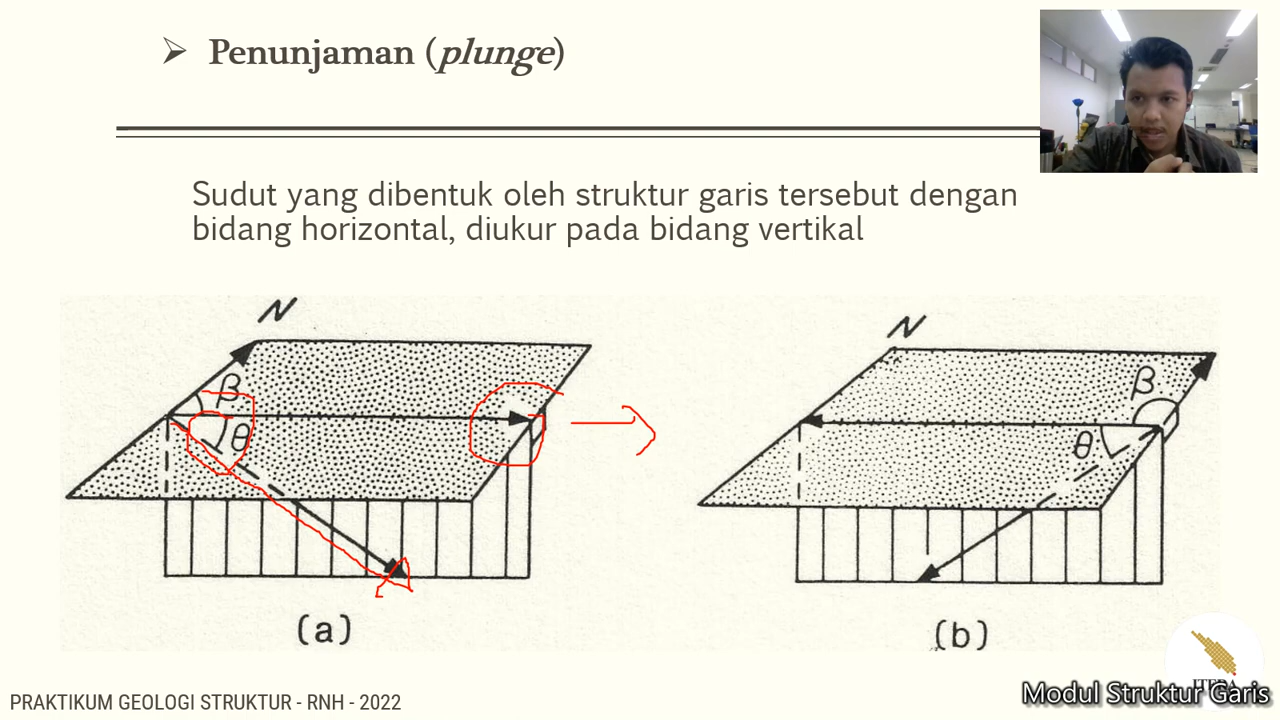 Penunjaman (plunge)
Sudut yang dibentuk oleh struktur garis tersebut dengan
bidang horizontal, diukur pada bidang vertikal
N
β
θ
(a)
N
β
θ
(b)
PRAKTIKUM GEOLOGI STRUKTUR - RNH - 2022
Modul Struktur Garis